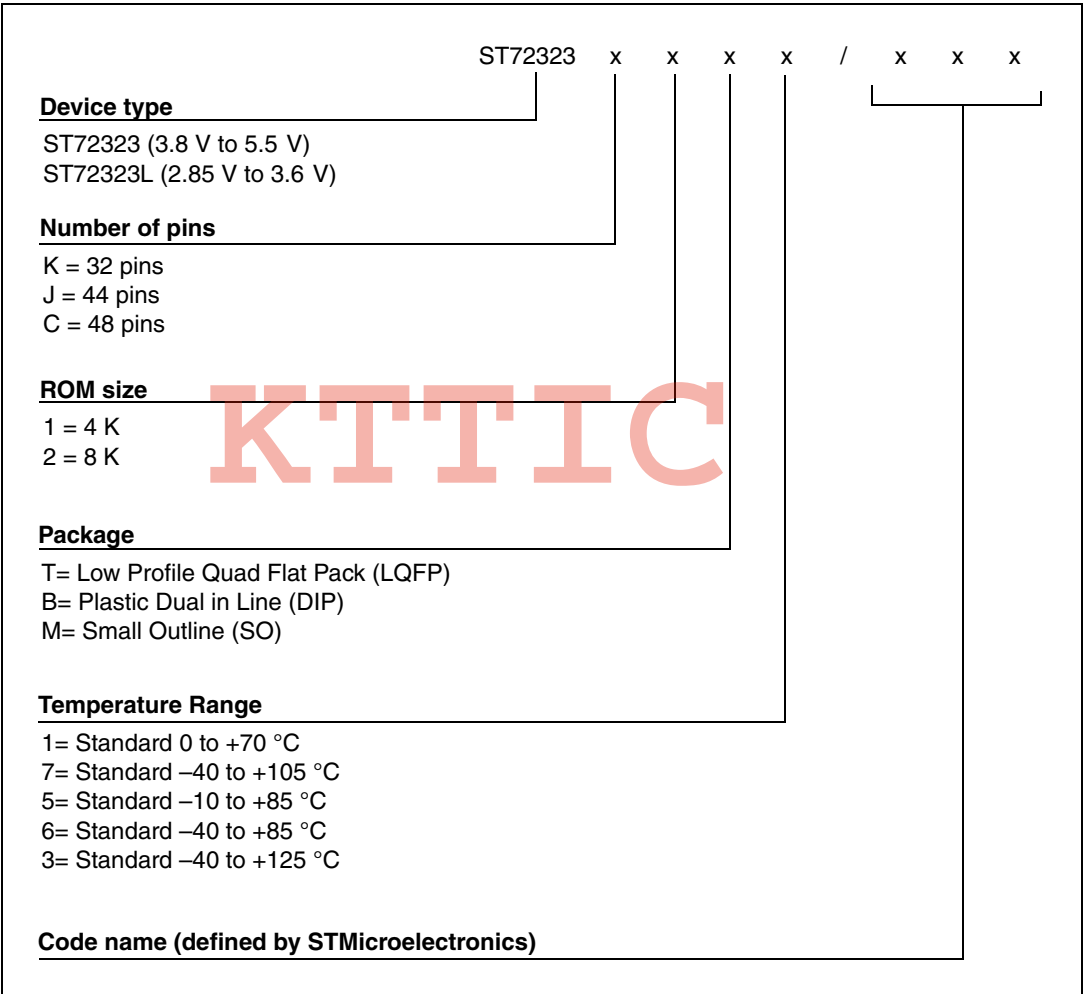 ST72323 x x x x / x x x
Device type
ST72323 (3.8 V to 5.5 V)
ST72323L (2.85 V to 3.6 V)
Number of pins
K = 32 pins
J = 44 pins
C = 48 pins
ROM size
1 = 4 K
2 = 8 K
KTTIC
Package
T= Low Profile Quad Flat Pack (LQFP)
B= Plastic Dual in Line (DIP)
M= Small Outline (SO)
Temperature Range
1= Standard 0 to +70 °C
7= Standard –40 to +105 °C
5= Standard –10 to +85 °C
6= Standard –40 to +85 °C
3= Standard –40 to +125 °C
Code name (defined by STMicroelectronics)